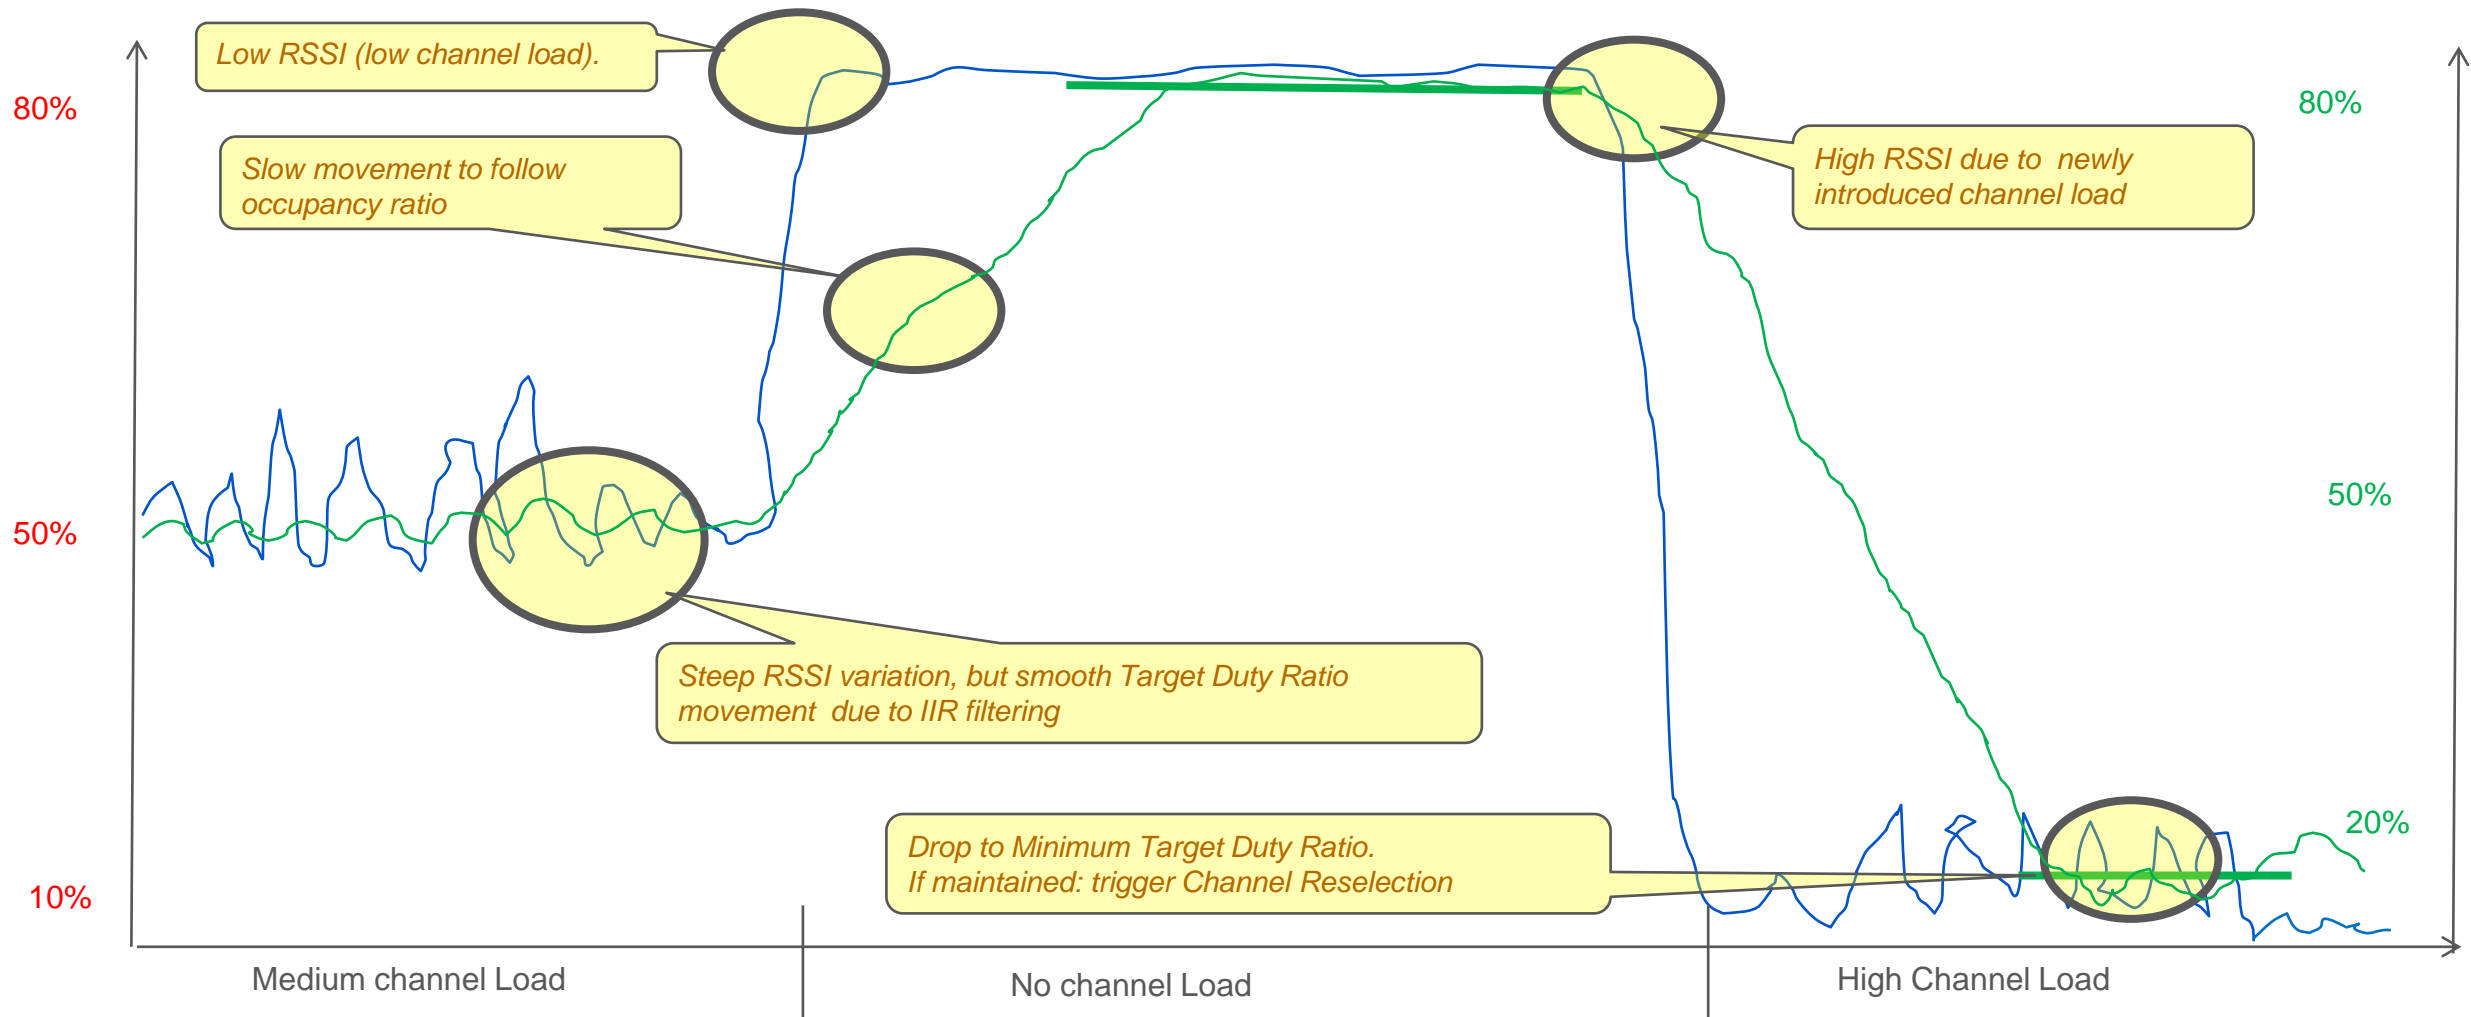 Low RSSI (low channel load).
80%
80%
Slow movement to follow
occupancy ratio
High RSSI due to  newly
introduced channel load
50%
50%
Steep RSSI variation, but smooth Target Duty Ratio
movement  due to IIR filtering
20%
Drop to Minimum Target Duty Ratio.
If maintained: trigger Channel Reselection
10%
Medium channel Load
No channel Load
High Channel Load